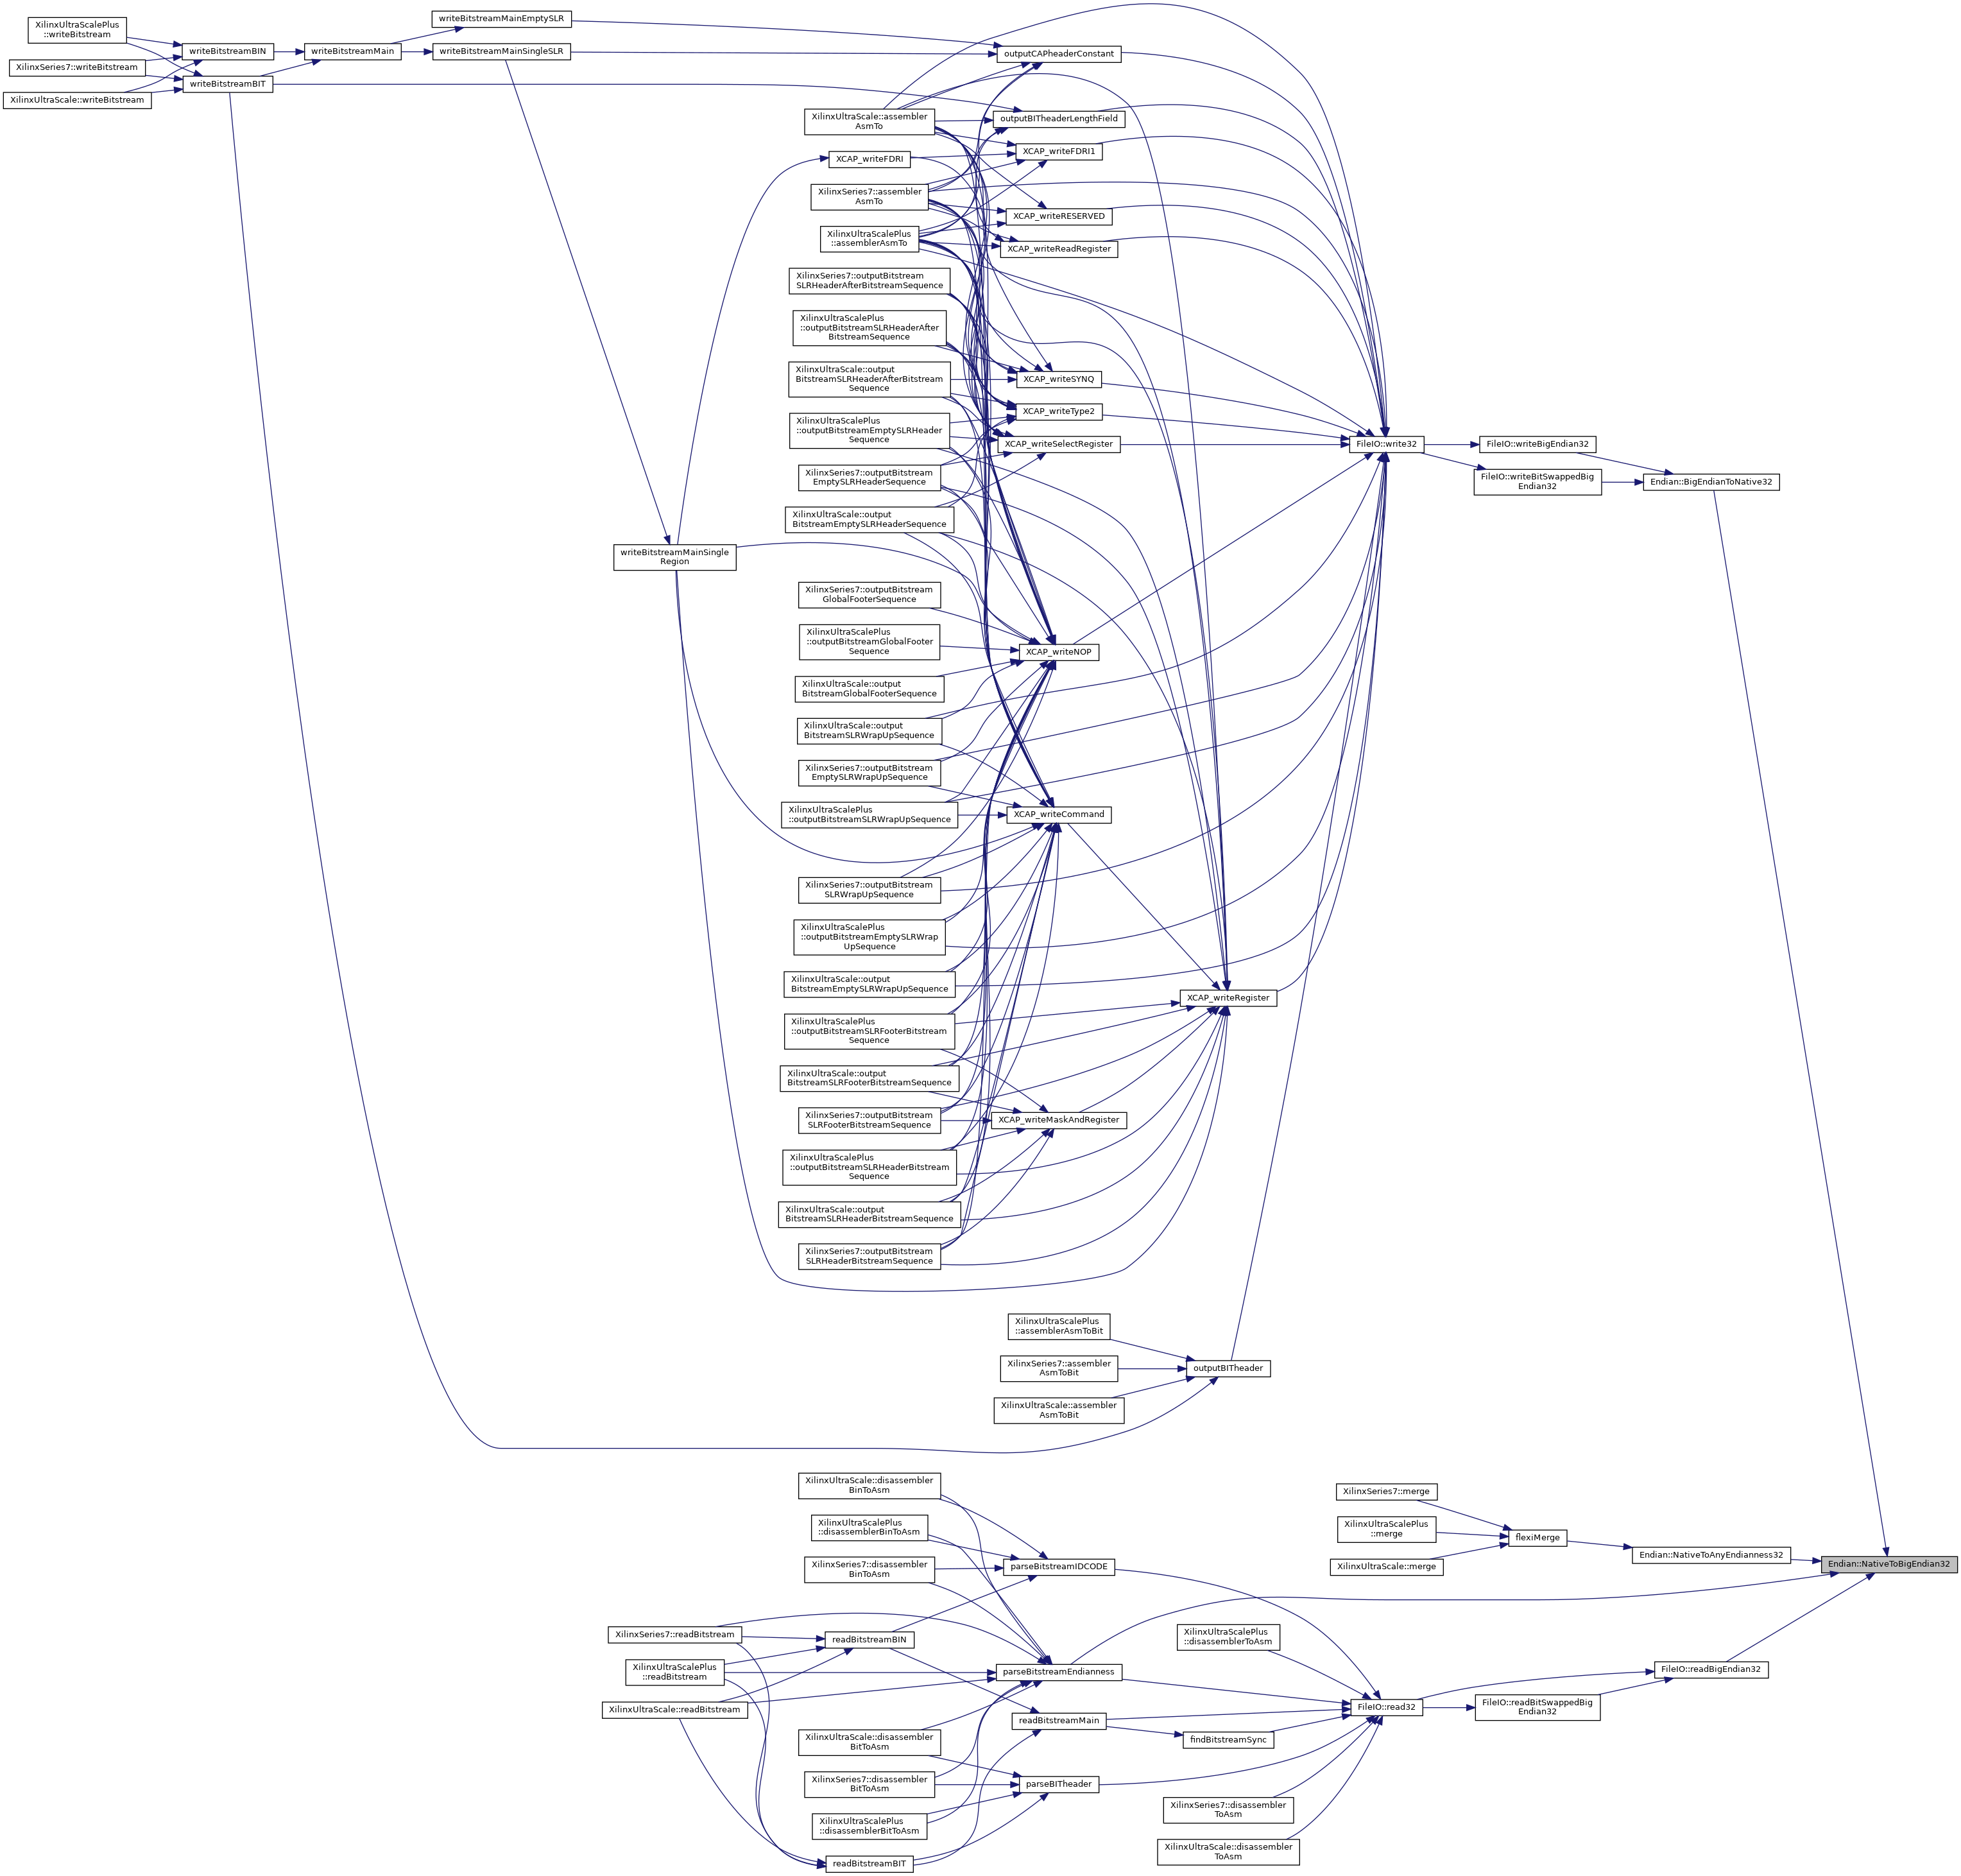 XilinxUltraScalePlus
::writeBitstream
XilinxSeries7::writeBitstream
XilinxUltraScale::writeBitstream
writeBitstreamBIN
writeBitstreamBIT
writeBitstreamMain
writeBitstreamMainEmptySLR
writeBitstreamMainSingleSLR
writeBitstreamMainSingle
Region
outputCAPheaderConstant
XilinxUltraScale::assembler
AsmTo
outputBITheaderLengthField
XCAP_writeFDRI
XCAP_writeFDRI1
XilinxSeries7::assembler
AsmTo
XCAP_writeRESERVED
XilinxUltraScalePlus
::assemblerAsmTo
XCAP_writeReadRegister
XilinxSeries7::outputBitstream
SLRHeaderAfterBitstreamSequence
XilinxUltraScalePlus
::outputBitstreamSLRHeaderAfter
BitstreamSequence
XilinxUltraScale::output
BitstreamSLRHeaderAfterBitstream
Sequence
XCAP_writeSYNQ
XCAP_writeType2
XilinxUltraScalePlus
::outputBitstreamEmptySLRHeader
Sequence
XCAP_writeSelectRegister
XilinxSeries7::outputBitstream
EmptySLRHeaderSequence
XilinxUltraScale::output
BitstreamEmptySLRHeaderSequence
FileIO::write32
FileIO::writeBigEndian32
FileIO::writeBitSwappedBig
Endian32
Endian::BigEndianToNative32
XilinxSeries7::outputBitstream
GlobalFooterSequence
XilinxUltraScalePlus
::outputBitstreamGlobalFooter
Sequence
XCAP_writeNOP
XilinxUltraScale::output
BitstreamGlobalFooterSequence
XilinxUltraScale::output
BitstreamSLRWrapUpSequence
XilinxSeries7::outputBitstream
EmptySLRWrapUpSequence
XilinxUltraScalePlus
::outputBitstreamSLRWrapUpSequence
XCAP_writeCommand
XilinxSeries7::outputBitstream
SLRWrapUpSequence
XilinxUltraScalePlus
::outputBitstreamEmptySLRWrap
UpSequence
XilinxUltraScale::output
BitstreamEmptySLRWrapUpSequence
XCAP_writeRegister
XilinxUltraScalePlus
::outputBitstreamSLRFooterBitstream
Sequence
XilinxUltraScale::output
BitstreamSLRFooterBitstreamSequence
XilinxSeries7::outputBitstream
SLRFooterBitstreamSequence
XCAP_writeMaskAndRegister
XilinxUltraScalePlus
::outputBitstreamSLRHeaderBitstream
Sequence
XilinxUltraScale::output
BitstreamSLRHeaderBitstreamSequence
XilinxSeries7::outputBitstream
SLRHeaderBitstreamSequence
XilinxUltraScalePlus
::assemblerAsmToBit
XilinxSeries7::assembler
AsmToBit
XilinxUltraScale::assembler
AsmToBit
outputBITheader
XilinxUltraScale::disassembler
BinToAsm
XilinxUltraScalePlus
::disassemblerBinToAsm
XilinxSeries7::disassembler
BinToAsm
parseBitstreamIDCODE
XilinxSeries7::merge
XilinxUltraScalePlus
::merge
XilinxUltraScale::merge
flexiMerge
Endian::NativeToAnyEndianness32
Endian::NativeToBigEndian32
XilinxSeries7::readBitstream
XilinxUltraScalePlus
::readBitstream
XilinxUltraScale::readBitstream
readBitstreamBIN
parseBitstreamEndianness
XilinxUltraScalePlus
::disassemblerToAsm
FileIO::readBigEndian32
FileIO::readBitSwappedBig
Endian32
FileIO::read32
readBitstreamMain
findBitstreamSync
XilinxUltraScale::disassembler
BitToAsm
XilinxSeries7::disassembler
BitToAsm
parseBITheader
XilinxUltraScalePlus
::disassemblerBitToAsm
XilinxSeries7::disassembler
ToAsm
XilinxUltraScale::disassembler
ToAsm
readBitstreamBIT